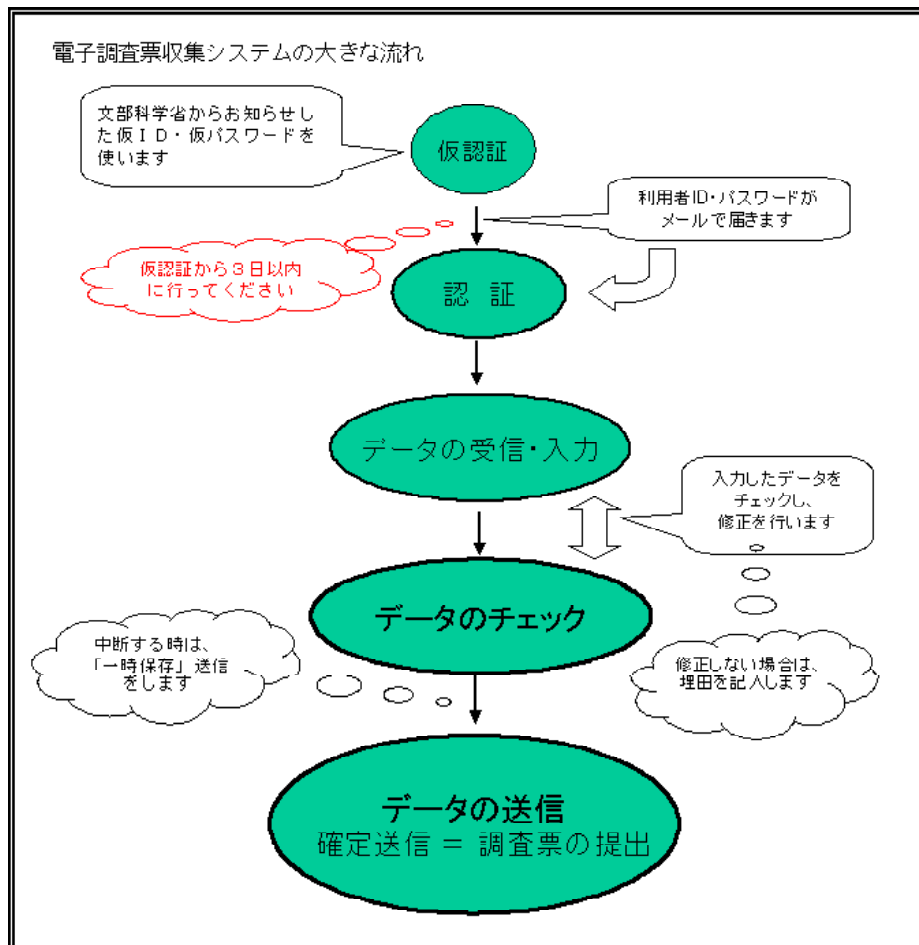 電子調査票収集システムの大きな流れ
文部科学省からお知らせし
た仮ＩＤ・仮パスワードを
使います
仮認証
利用者ID・パスワードが
メールで届きます
仮認証から３日以内
に行ってください
認　証
データの受信・入力
入力したデータを
チェックし、
修正を行います
データのチェック
中断する時は、
「一時保存」送信
をします
修正しない場合は、
埋田を記入します
データの送信
確定送信 ＝ 調査票の提出